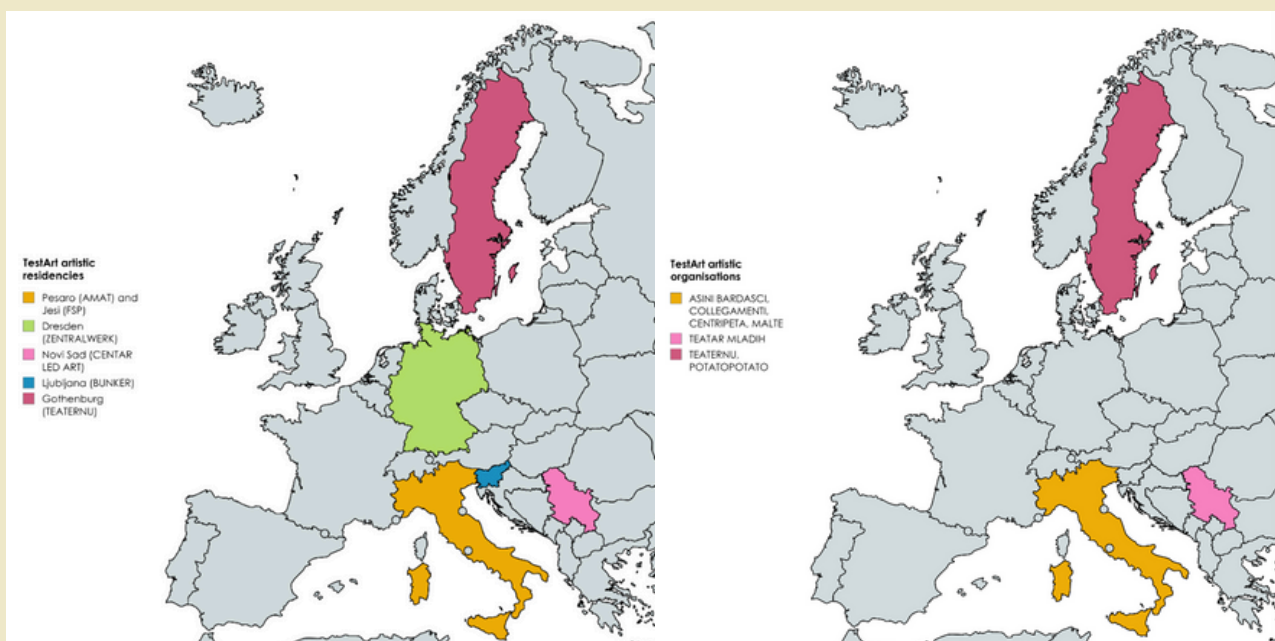 TestArt artistic
residencies
Pesaro (AMAT) and
Jesi (FSP)
Dresden
(ZENTRALWERK)
Novi Sad (CENTAR
LED ART)
Ljubljana (BUNKER)
Gothenburg
(TEATERNU)
TestArt artistic
organisations
ASINI BARDASCI,
COLLEGAMENTI,
CENTRIPETA, MALTE
TEATAR MLADIH
TEATERNU,
POTATOPOTATO